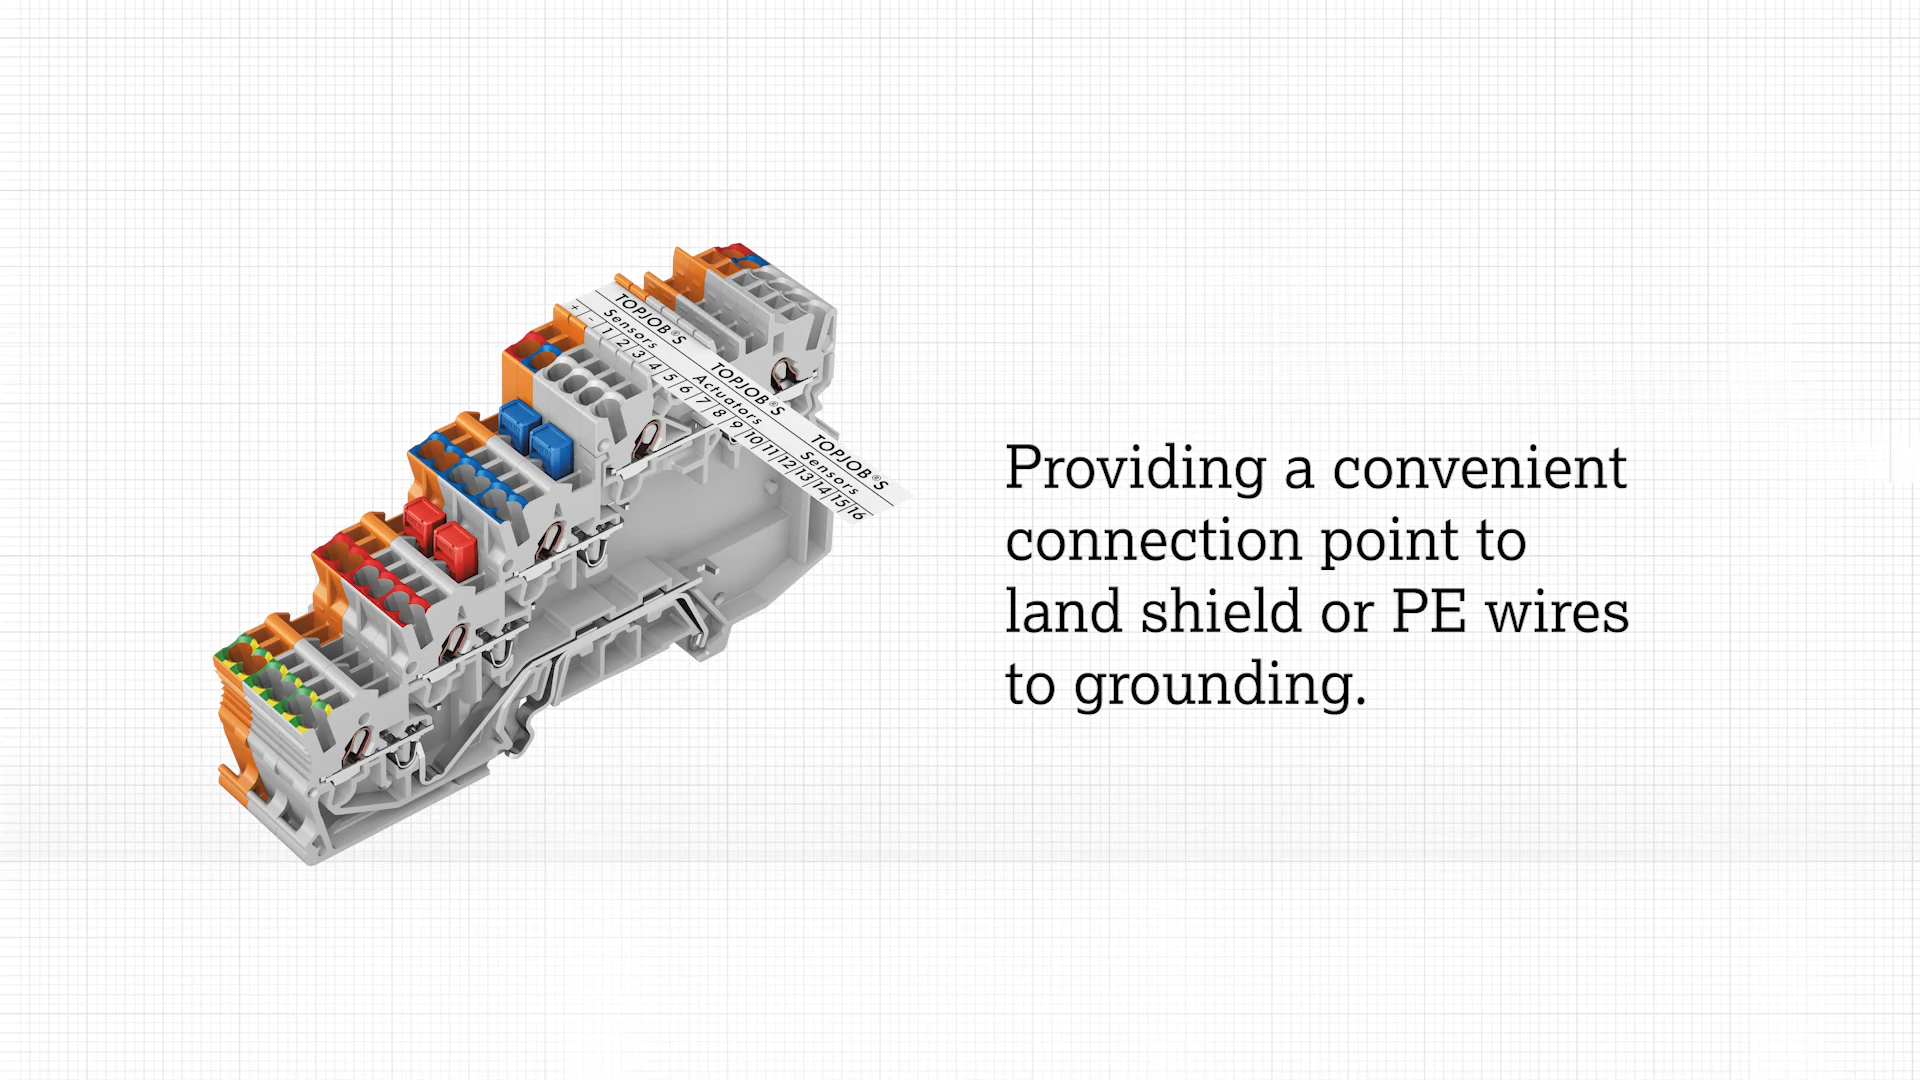 TOPJOB®S
Sensors
+ - 1 2 3 4 5 6 7 8 9 10 11 12 13 14 15 16
TOPJOB®S
Actuators
TOPJOB®S
Sensors
Providing a convenient
connection point to
land shield or PE wires
to grounding.